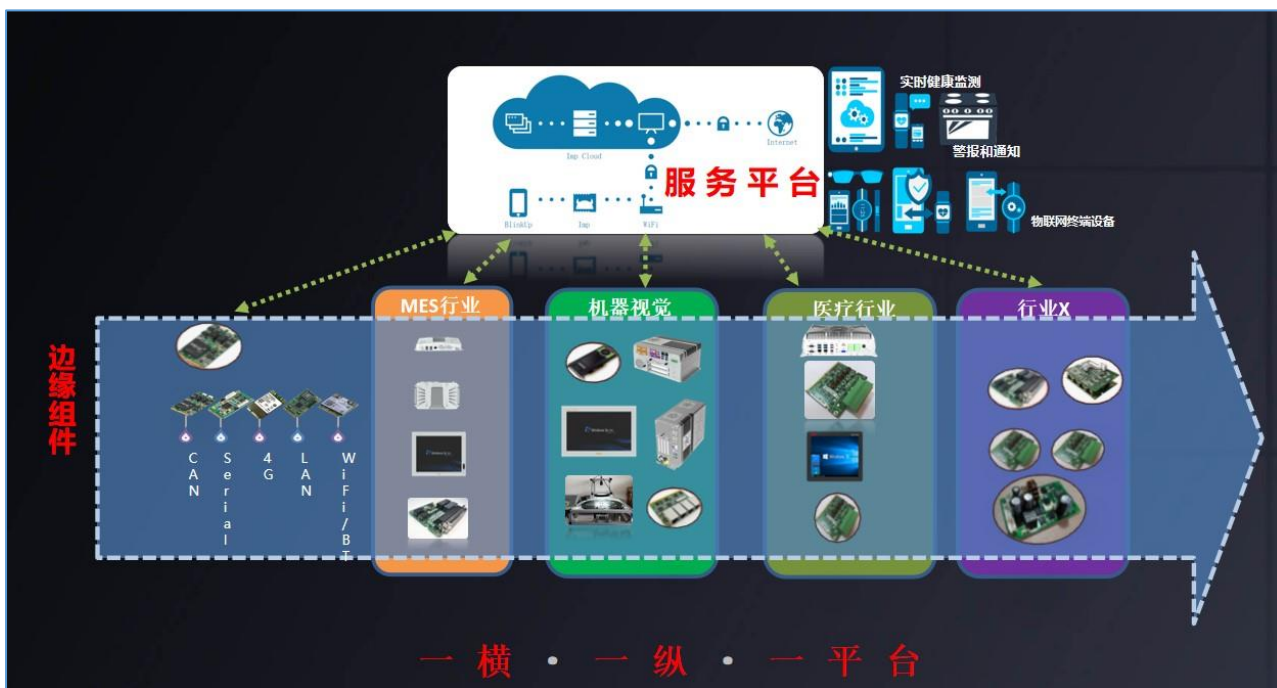 实时健康监测
警报和通知
物联网终端设备
Imp Cloud
Internet
服务平台
BlinkUp
Imp
WiFi
MES行业
机器视觉
医疗行业
行业X
边缘组件
CAN
Serial
4G
LAN
WiFi/BT
一横·一纵·一平台